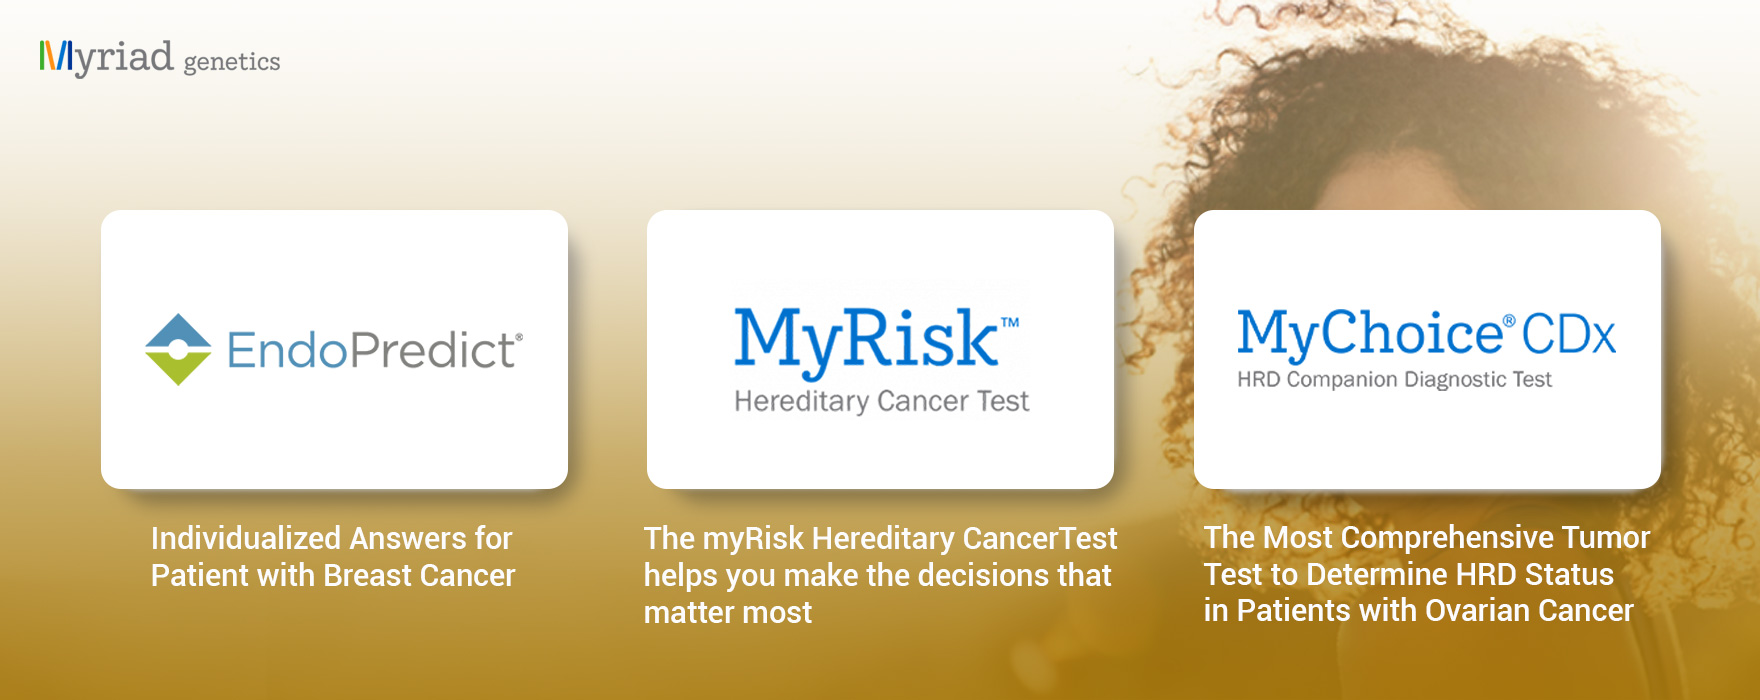 Myriad genetics
EndoPredict®
MyRisk™
Hereditary Cancer Test
MyChoice® CDx
HRD Companion Diagnostic Test
Individualized Answers for
Patient with Breast Cancer
The myRisk Hereditary CancerTest
helps you make the decisions that
matter most
The Most Comprehensive Tumor
Test to Determine HRD Status
in Patients with Ovarian Cancer